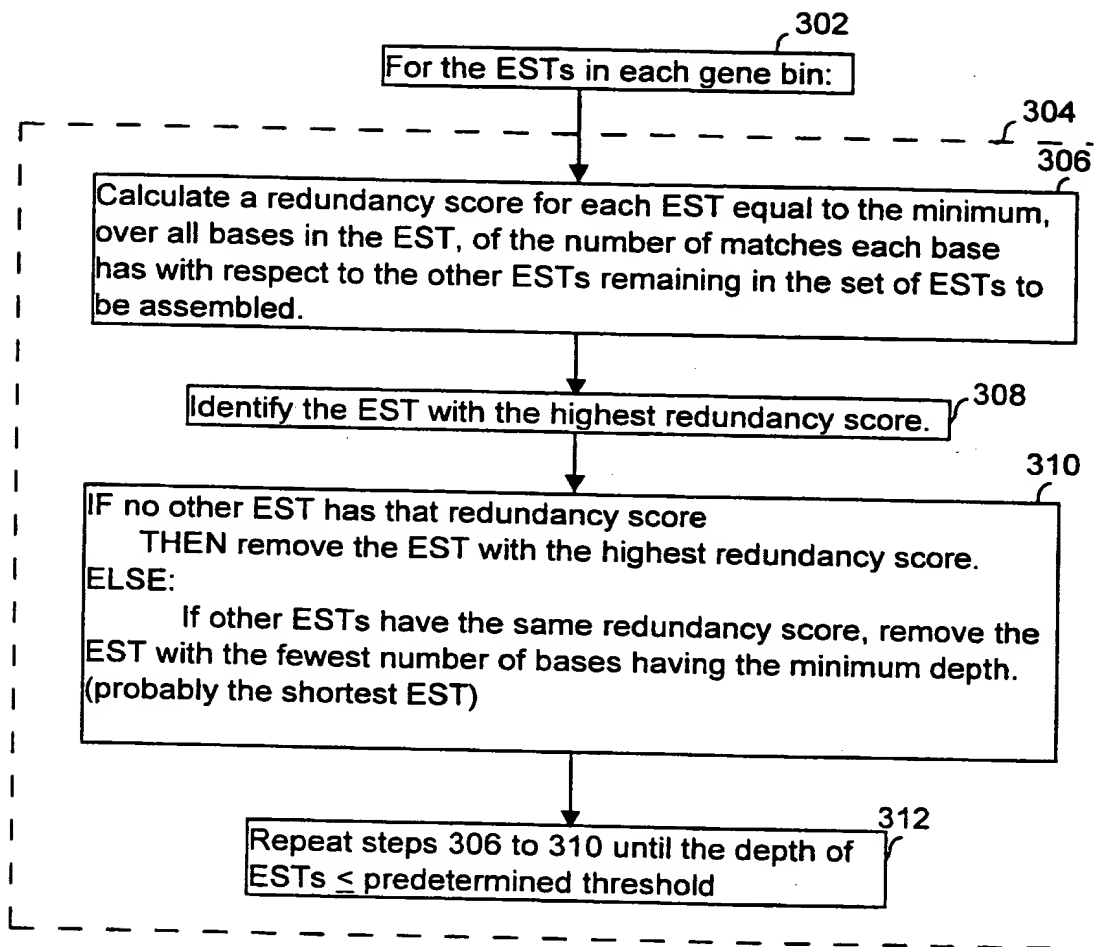 302
For the ESTs in each gene bin:
304
306
Calculate a redundancy score for each EST equal to the minimum,
over all bases in the EST, of the number of matches each base
has with respect to the other ESTs remaining in the set of ESTs to
be assembled.
Identify the EST with the highest redundancy score.
308
310
IF no other EST has that redundancy score
THEN remove the EST with the highest redundancy score.
ELSE:
If other ESTs have the same redundancy score, remove the
EST with the fewest number of bases having the minimum depth.
(probably the shortest EST)
312
Repeat steps 306 to 310 until the depth of
ESTs ≤ predetermined threshold